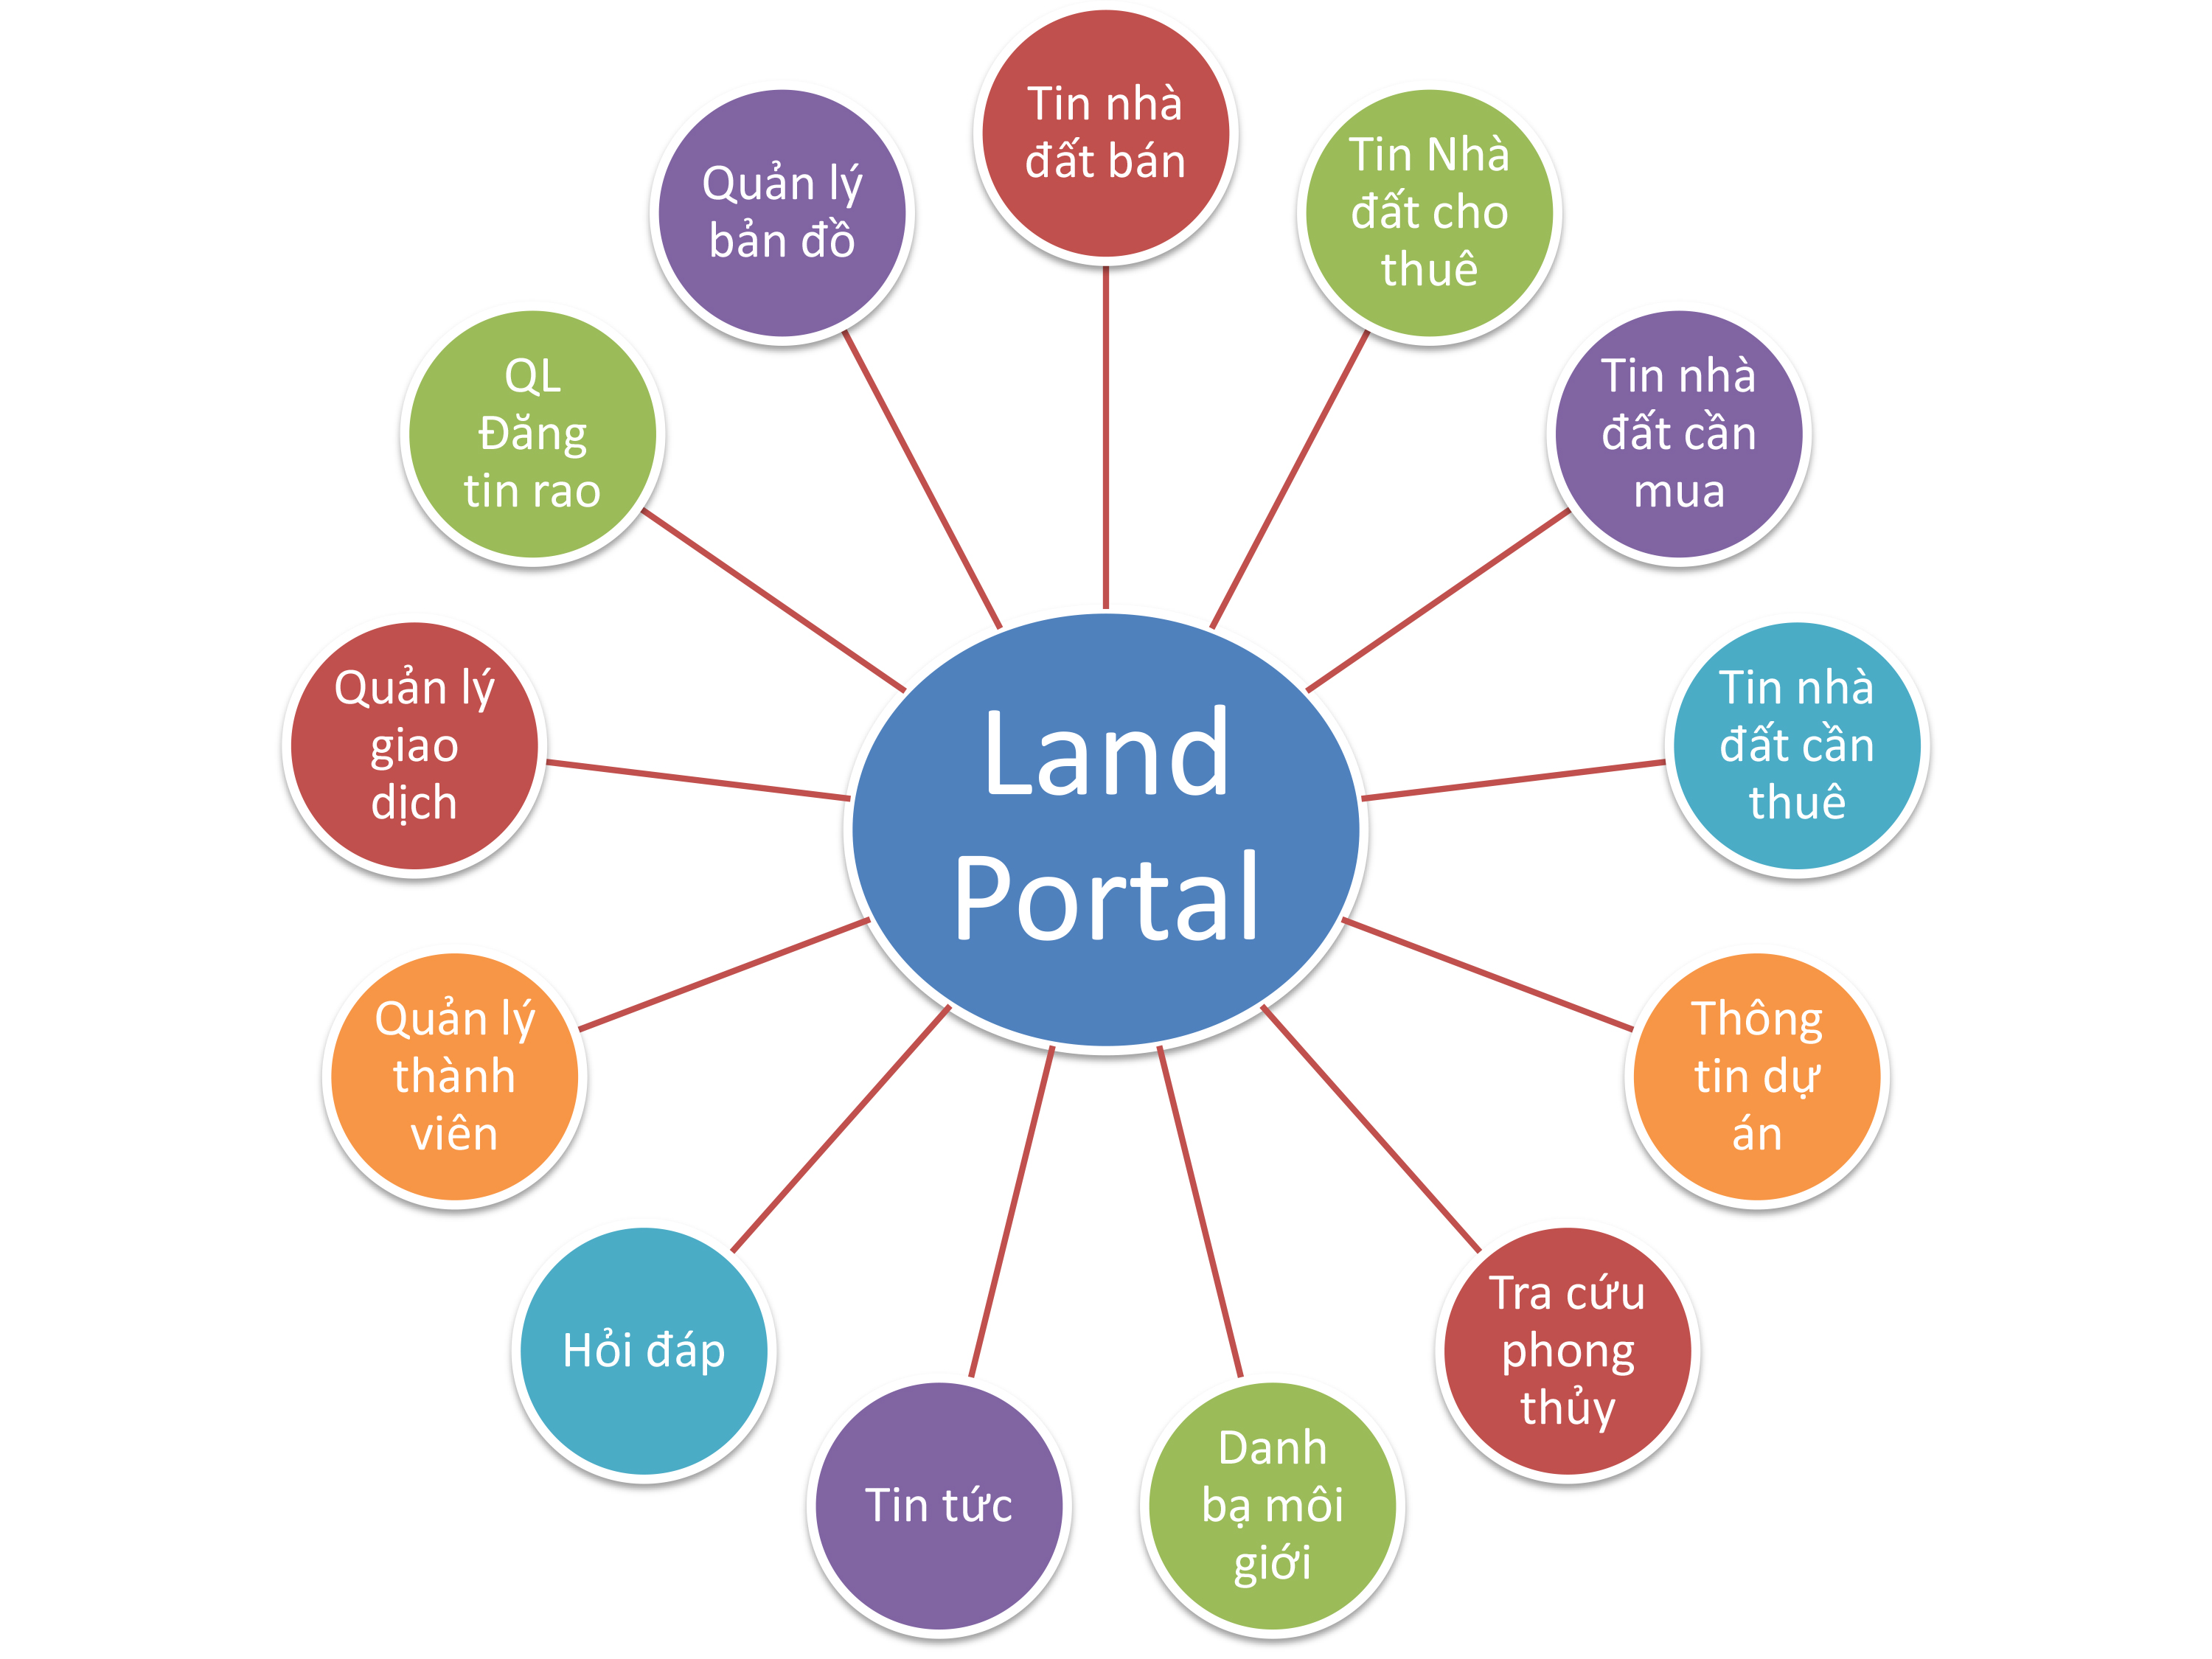 Land
Portal
Tin nhà
đất bán
Tin Nhà
đất cho
thuê
Tin nhà
đất cần
mua
Tin nhà
đất cần
thuê
Thông
tin dự
án
Tra cứu
phong
thủy
Danh
bạ môi
giới
Tin tức
Hỏi đáp
Quản lý
thành
viên
Quản lý
giao
dịch
QL
Đăng
tin rao
Quản lý
bản đồ